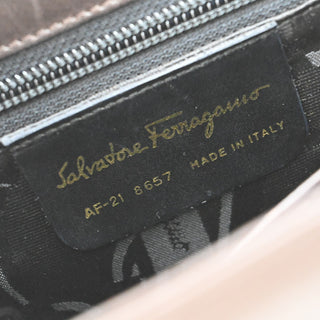 Salvatore Ferragamo
AF-21 8657 MADE IN ITALY